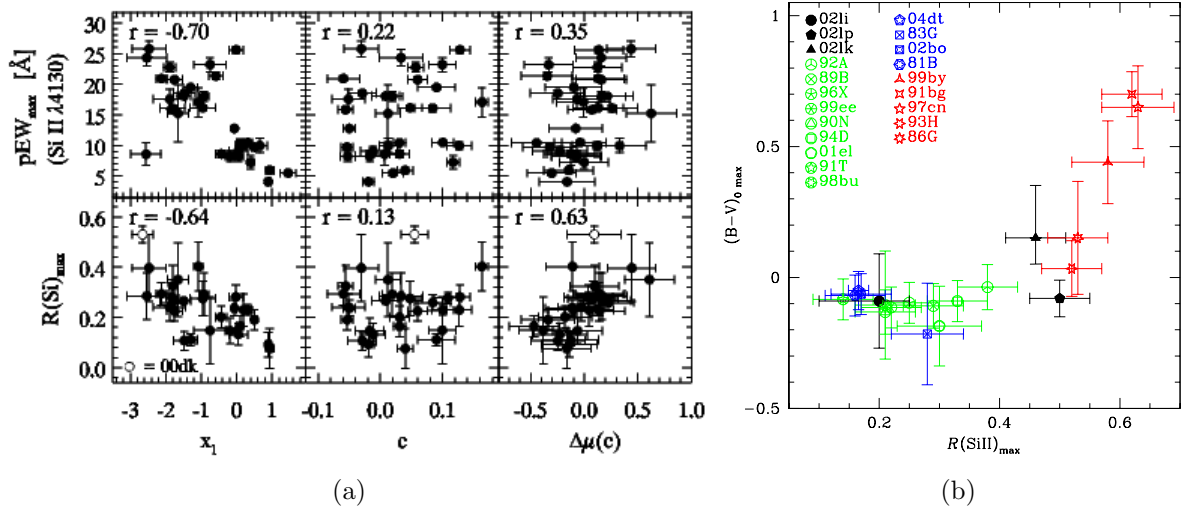 r = -0.70
r = 0.22
r = 0.35
pEW_max [Å]
(Si II λ4130)
30
25
20
15
10
5
r = -0.64
r = 0.13
r = 0.63
R(Si)_max
0.6
0.4
0.2
0.0
○ = 00dk
-3 -2 -1 0 1
-0.1 0.0 0.1
-0.5 0.0 0.5 1.0
x_1
c
Δμ(c)
(a)
02li
02lp
02lk
92A
89B
96X
99ee
90N
94D
01el
91T
98bu
04dt
83G
02bo
81B
99by
91bg
97cn
93H
86G
(B−V)_0 max
1
0.5
0
−0.5
0.2 0.4 0.6
R(SiII)_max
(b)